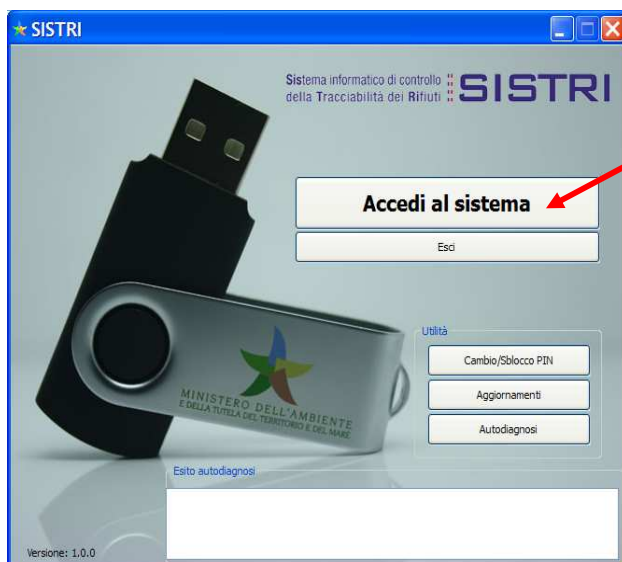 SISTRI
Sistema informatico di controllo
della Tracciabilità dei Rifiuti
SISTRI
Accedi al sistema
Esci
Utilità
Cambio/Sblocco PIN
Aggiornamenti
Autodiagnosi
MINISTERO DELL'AMBIENTE
E DELLA TUTELA DEL TERRITORIO E DEL MARE
Esito autodiagnosi
Versione: 1.0.0